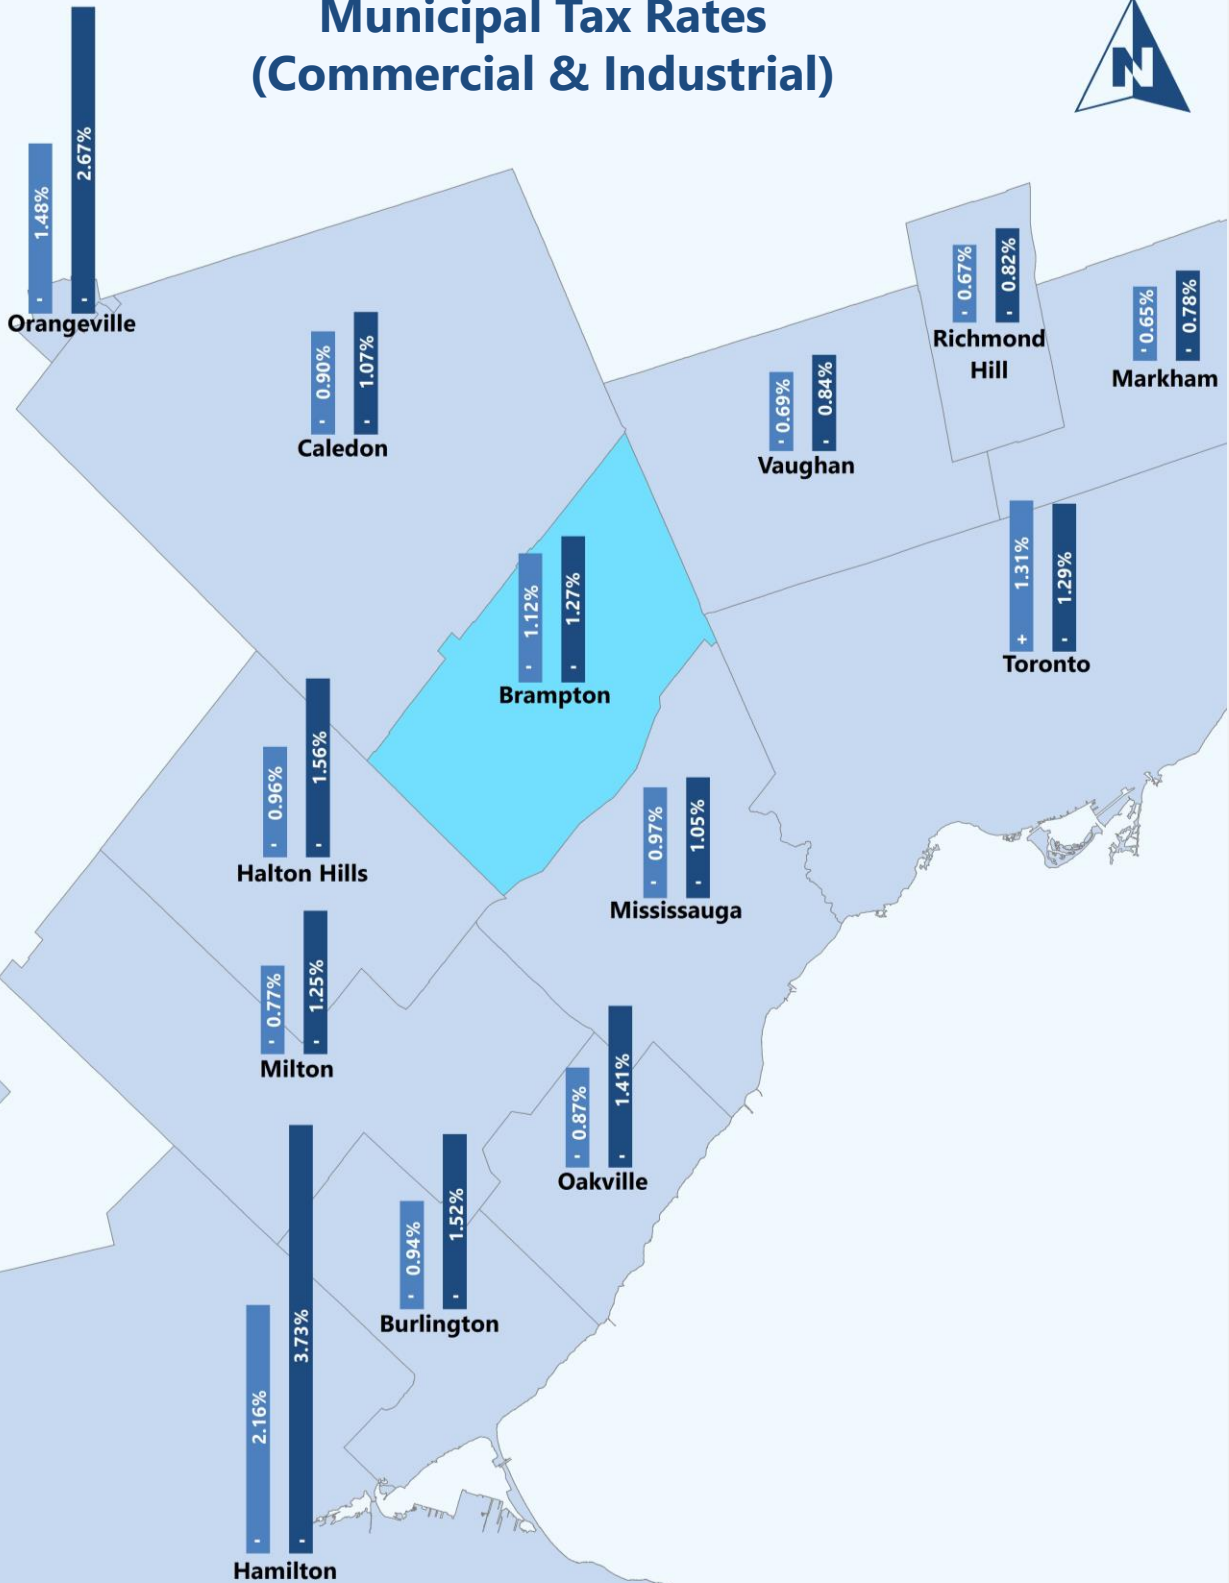 Municipal Tax Rates
(Commercial & Industrial)
N
- 1.48%
- 2.67%
Orangeville
- 0.90%
- 1.07%
Caledon
- 0.67%
- 0.82%
Richmond
Hill
- 0.65%
- 0.78%
Markham
- 0.69%
- 0.84%
Vaughan
+ 1.31%
- 1.29%
Toronto
- 1.12%
- 1.27%
Brampton
- 0.96%
- 1.56%
Halton Hills
- 0.97%
- 1.05%
Mississauga
- 0.77%
- 1.25%
Milton
- 0.87%
- 1.41%
Oakville
- 0.94%
- 1.52%
Burlington
- 2.16%
- 3.73%
Hamilton